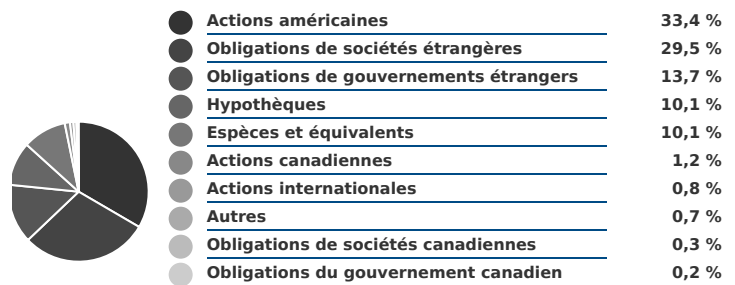 Actions américaines 33,4 %
Obligations de sociétés étrangères 29,5 %
Obligations de gouvernements étrangers 13,7 %
Hypothèques 10,1 %
Espèces et équivalents 10,1 %
Actions canadiennes 1,2 %
Actions internationales 0,8 %
Autres 0,7 %
Obligations de sociétés canadiennes 0,3 %
Obligations du gouvernement canadien 0,2 %